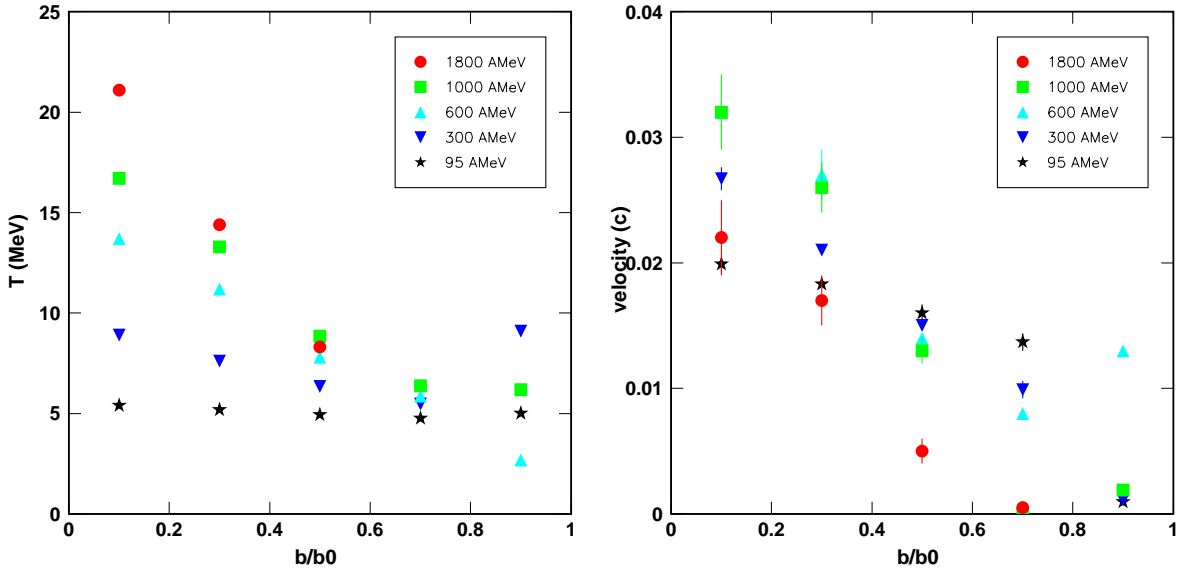 25
20
15
10
5
0
T (MeV)
1800 AMeV
1000 AMeV
600 AMeV
300 AMeV
95 AMeV
0 0.2 0.4 0.6 0.8 1
b/b0
0.04
0.03
0.02
0.01
0
velocity (c)
1800 AMeV
1000 AMeV
600 AMeV
300 AMeV
95 AMeV
0 0.2 0.4 0.6 0.8 1
b/b0